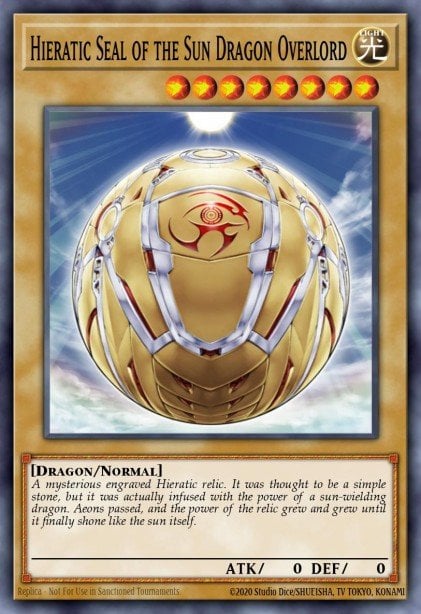 Hieratic Seal of the Sun Dragon Overlord
LIGHT
光
[Dragon/Normal]
A mysterious engraved Hieratic relic. It was thought to be a simple
stone, but it was actually infused with the power of a sun-wielding
dragon. Aeons passed, and the power of the relic grew and grew until
it finally shone like the sun itself.
ATK/ 0 DEF/ 0
Replica - Not For Use in Sanctioned Tournaments
©2020 Studio Dice/SHUEISHA, TV TOKYO, KONAMI